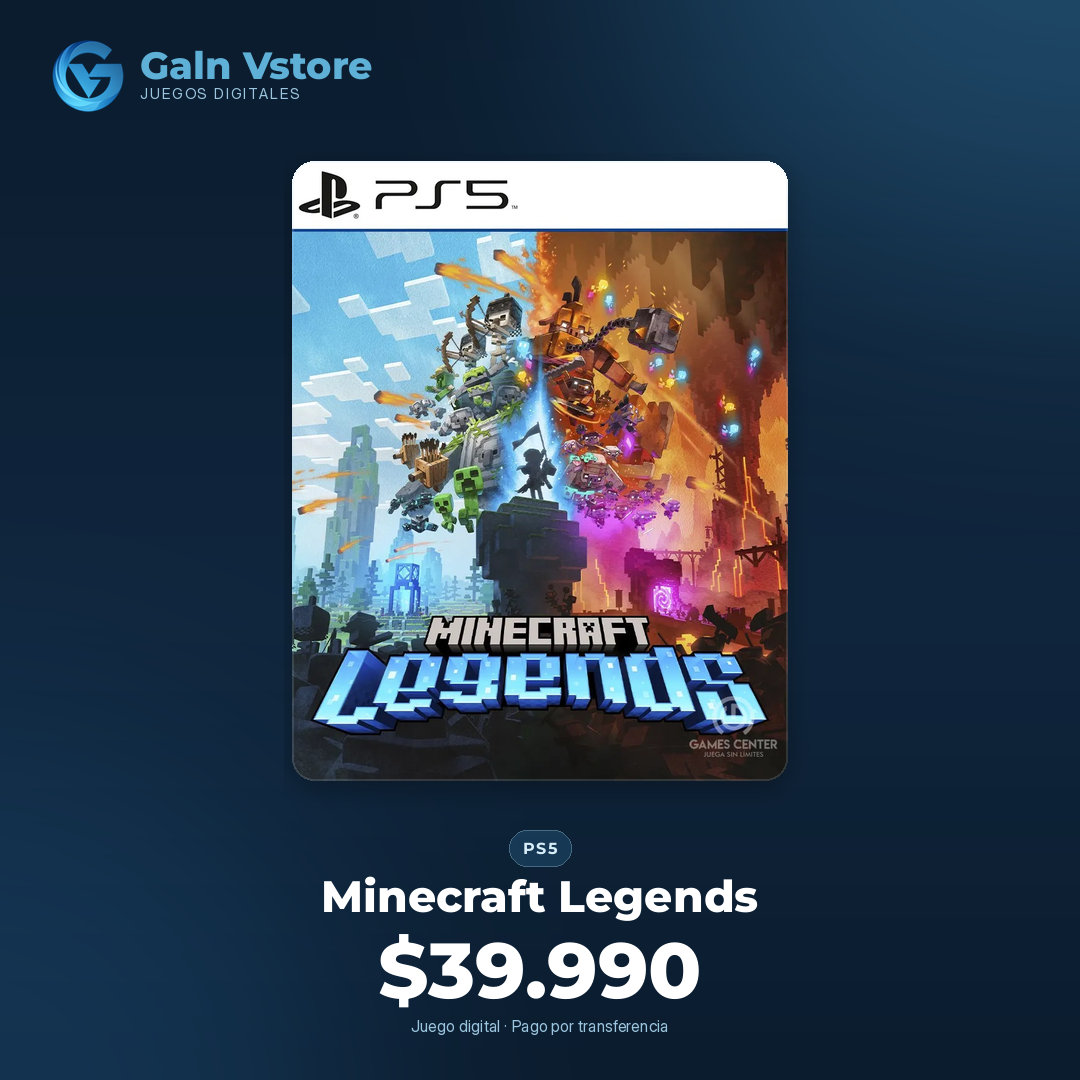 Galn Vstore
JUEGOS DIGITALES
PS5
MINECRAFT
Legends
GAMES CENTER
JUEGA SIN LIMITES
PS5
Minecraft Legends
$39.990
Juego digital · Pago por transferencia